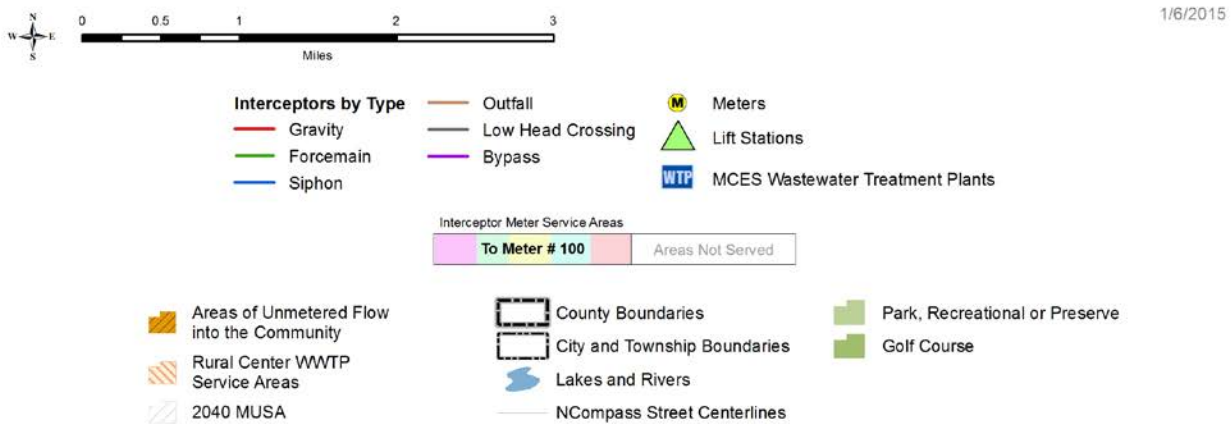 1/6/2015
N
W E
S
0 0.5 1 2 3
Miles
Interceptors by Type
Gravity
Forcemain
Siphon
Outfall
Low Head Crossing
Bypass
M Meters
Lift Stations
WTP MCES Wastewater Treatment Plants
Interceptor Meter Service Areas
To Meter # 100 Areas Not Served
Areas of Unmetered Flow
into the Community
Rural Center WWTP
Service Areas
2040 MUSA
County Boundaries
City and Township Boundaries
Lakes and Rivers
NCompass Street Centerlines
Park, Recreational or Preserve
Golf Course